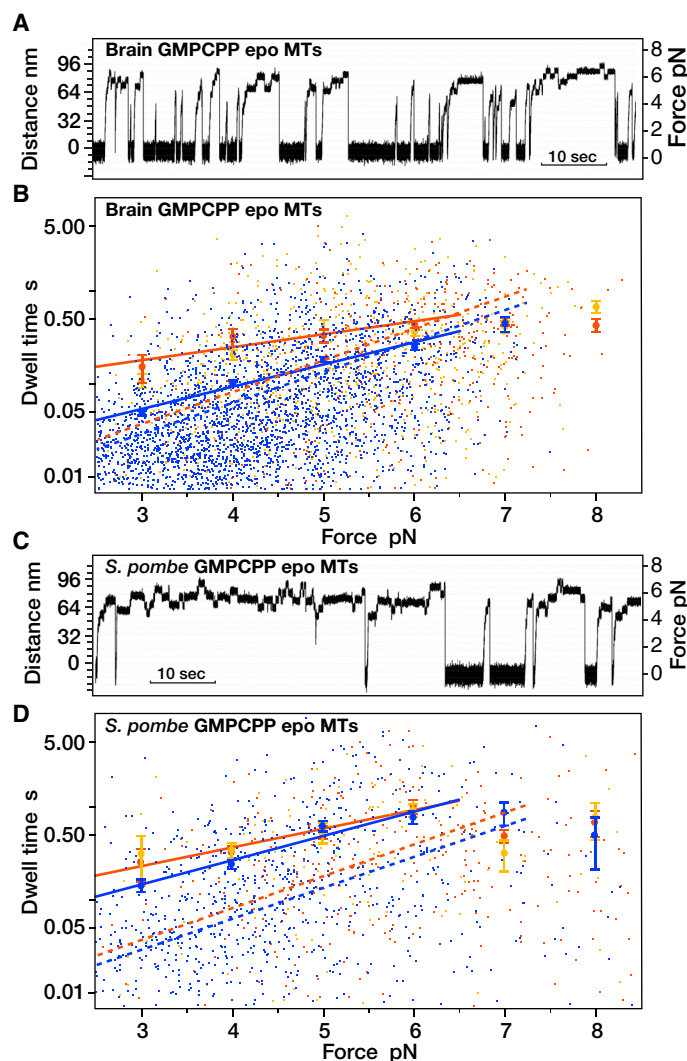 A
Brain GMPCPP epo MTs
Distance nm
96
64
32
0
8
6
4
2
0
Force pN
10 sec
B
Brain GMPCPP epo MTs
Dwell time s
5.00
0.50
0.05
0.01
3 4 5 6 7 8
Force pN
C
S. pombe GMPCPP epo MTs
Distance nm
96
64
32
0
8
6
4
2
0
Force pN
10 sec
D
S. pombe GMPCPP epo MTs
Dwell time s
5.00
0.50
0.05
0.01
3 4 5 6 7 8
Force pN